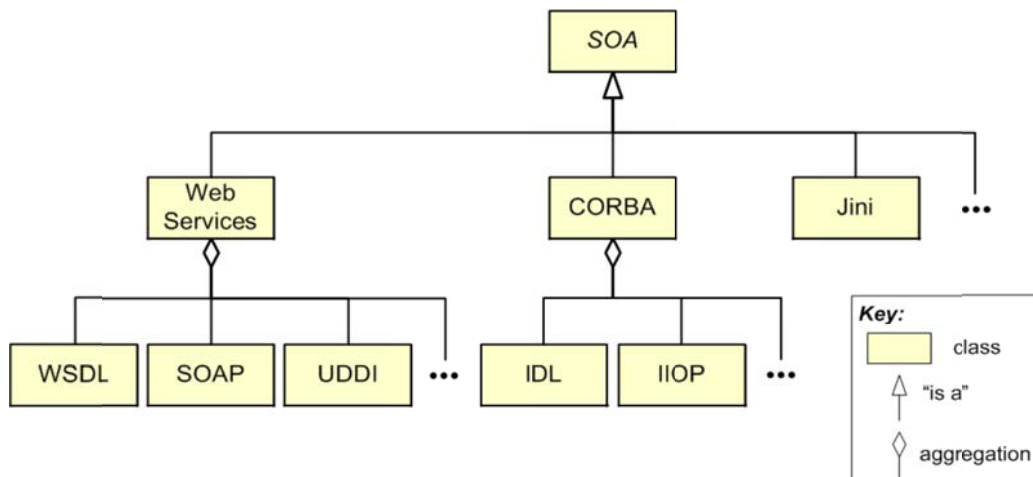 SOA
Web
Services
CORBA
Jini
...
WSDL
SOAP
UDDI
...
IDL
IIOP
...
Key:
class
"is a"
aggregation